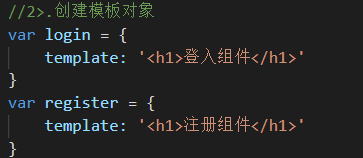 //2>.创建模板对象
var login = {
    template: '<h1>登入组件</h1>'
}
var register = {
    template: '<h1>注册组件</h1>'
}